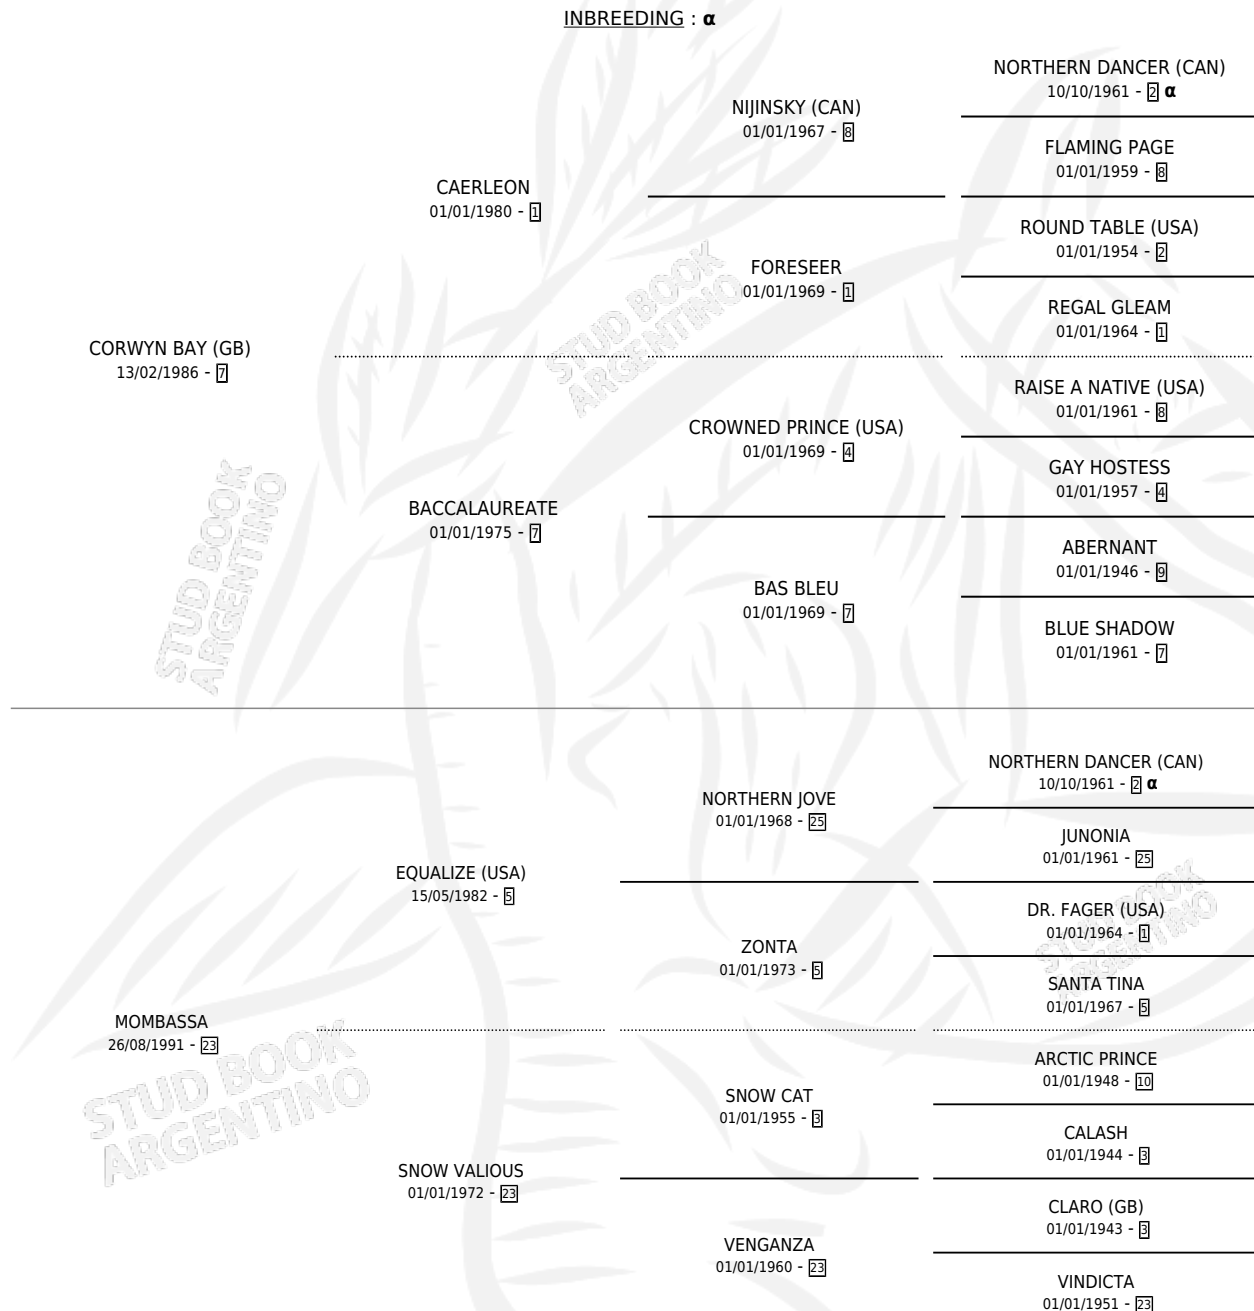 INBREEDING : α
NORTHERN DANCER (CAN)
10/10/1961 - 2 α
NIJINSKY (CAN)
01/01/1967 - 8
FLAMING PAGE
01/01/1959 - 8
CAERLEON
01/01/1980 - 1
ROUND TABLE (USA)
01/01/1954 - 2
FORESEER
01/01/1969 - 1
REGAL GLEAM
01/01/1964 - 1
CORWYN BAY (GB)
13/02/1986 - 7
RAISE A NATIVE (USA)
01/01/1961 - 8
CROWNED PRINCE (USA)
01/01/1969 - 4
GAY HOSTESS
01/01/1957 - 4
BACCALAUREATE
01/01/1975 - 7
ABERNANT
01/01/1946 - 9
BAS BLEU
01/01/1969 - 7
BLUE SHADOW
01/01/1961 - 7
STUD BOOK
ARGENTINO
STUD BOOK
ARGENTINO
NORTHERN DANCER (CAN)
10/10/1961 - 2 α
NORTHERN JOVE
01/01/1968 - 25
JUNONIA
01/01/1961 - 25
EQUALIZE (USA)
15/05/1982 - 5
DR. FAGER (USA)
01/01/1964 - 1
ZONTA
01/01/1973 - 5
SANTA TINA
01/01/1967 - 5
MOMBASSA
26/08/1991 - 23
ARCTIC PRINCE
01/01/1948 - 10
SNOW CAT
01/01/1955 - 3
CALASH
01/01/1944 - 3
SNOW VALIOUS
01/01/1972 - 23
CLARO (GB)
01/01/1943 - 3
VENGANZA
01/01/1960 - 23
VINDICTA
01/01/1951 - 23
STUD BOOK
ARGENTINO
STUD BOOK
ARGENTINO